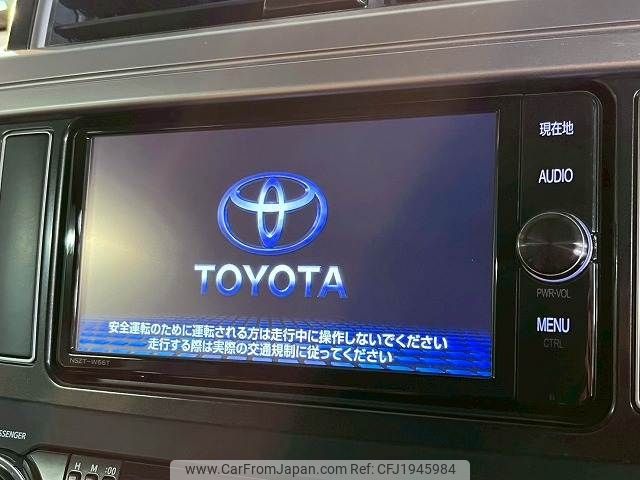 現在地
AUDIO
TOYOTA
PWR-VOL
安全運転のために運転される方は走行中に操作しないでください
走行する際は実際の交通規制に従ってください
MENU
CTRL
NSZT-W66T
H M :00
www.CarFromJapan.com Ref-CFJ1945984